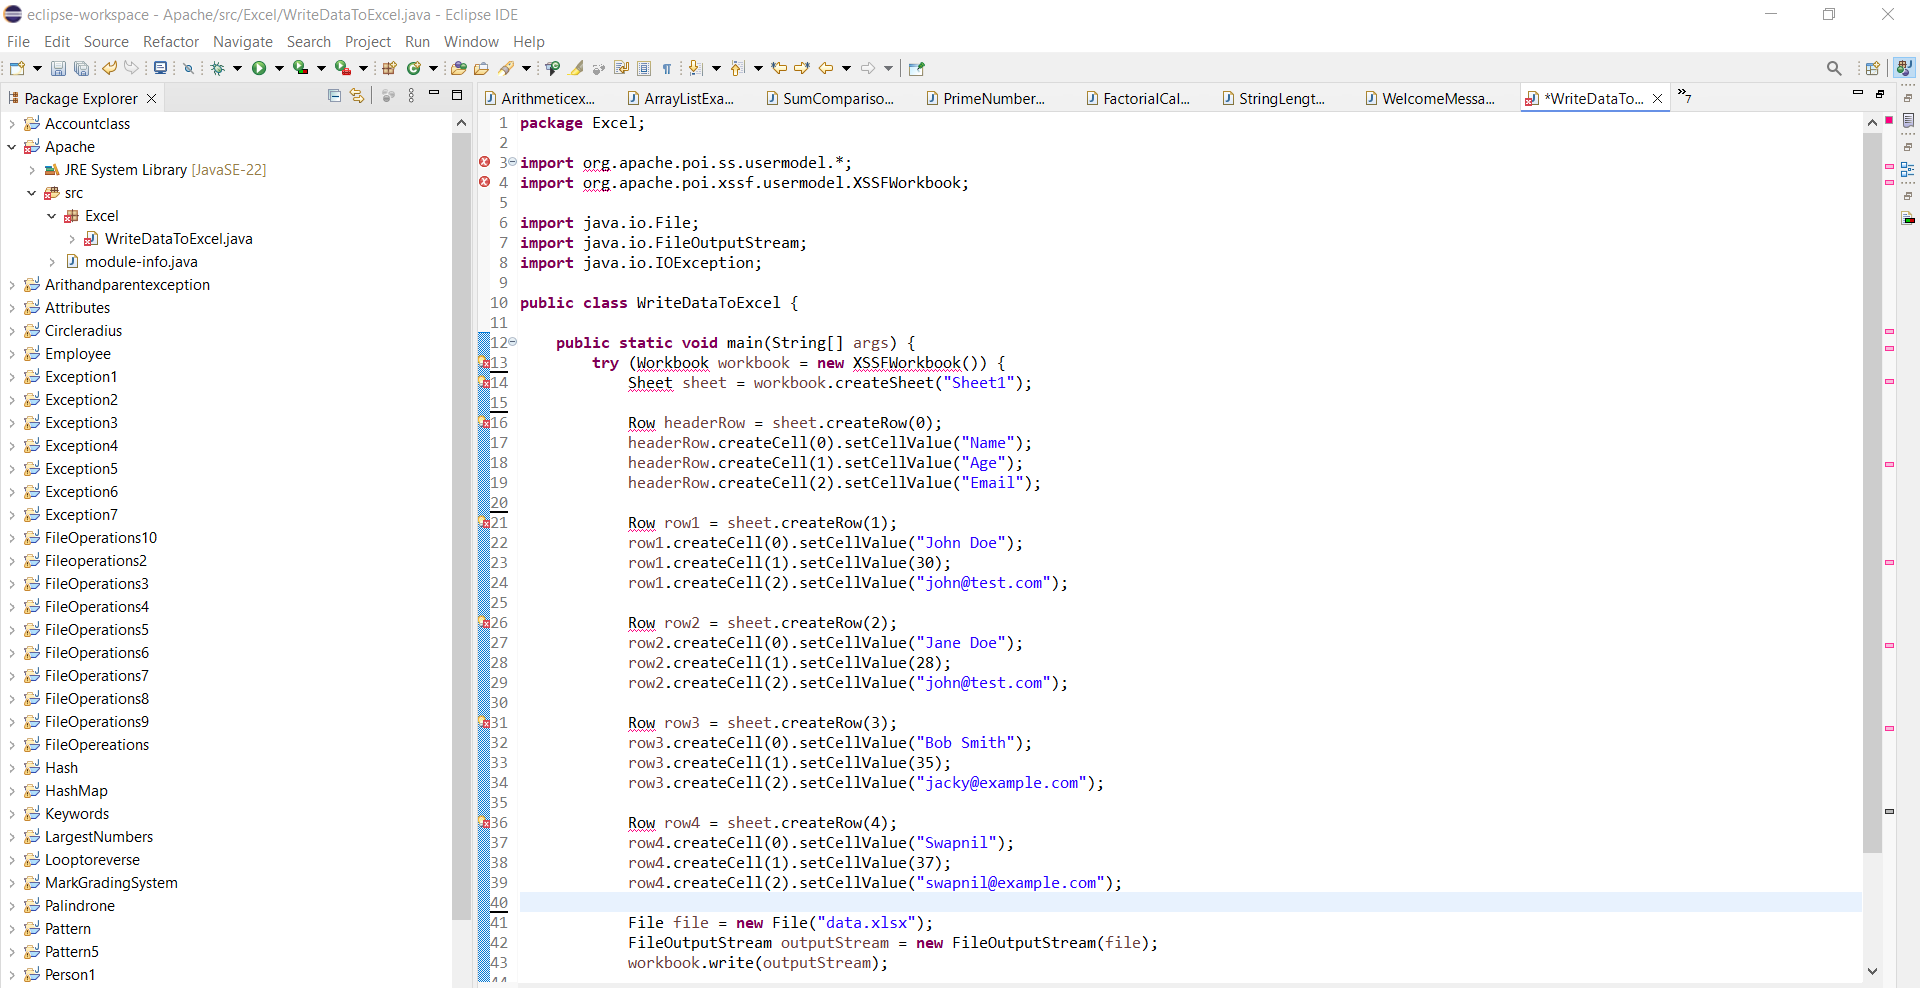 eclipse-workspace - Apache/src/Excel/WriteDataToExcel.java - Eclipse IDE
File Edit Source Refactor Navigate Search Project Run Window Help
Package Explorer
Arithmeticex... ArrayListExa... SumCompariso... PrimeNumber... FactorialCal... StringLengt... WelcomeMessa... *WriteDataTo... »7
Accountclass
Apache
JRE System Library [JavaSE-22]
src
Excel
WriteDataToExcel.java
module-info.java
Arithandparentexception
Attributes
Circleradius
Employee
Exception1
Exception2
Exception3
Exception4
Exception5
Exception6
Exception7
FileOperations10
Fileoperations2
FileOperations3
FileOperations4
FileOperations5
FileOperations6
FileOperations7
FileOperations8
FileOperations9
FileOpereations
Hash
HashMap
Keywords
LargestNumbers
Looptoreverse
MarkGradingSystem
Palindrone
Pattern
Pattern5
Person1
1 package Excel;
2
3 import org.apache.poi.ss.usermodel.*;
4 import org.apache.poi.xssf.usermodel.XSSFWorkbook;
5
6 import java.io.File;
7 import java.io.FileOutputStream;
8 import java.io.IOException;
9
10 public class WriteDataToExcel {
11
12 public static void main(String[] args) {
13 try (Workbook workbook = new XSSFWorkbook()) {
14 Sheet sheet = workbook.createSheet("Sheet1");
15
16 Row headerRow = sheet.createRow(0);
17 headerRow.createCell(0).setCellValue("Name");
18 headerRow.createCell(1).setCellValue("Age");
19 headerRow.createCell(2).setCellValue("Email");
20
21 Row row1 = sheet.createRow(1);
22 row1.createCell(0).setCellValue("John Doe");
23 row1.createCell(1).setCellValue(30);
24 row1.createCell(2).setCellValue("john@test.com");
25
26 Row row2 = sheet.createRow(2);
27 row2.createCell(0).setCellValue("Jane Doe");
28 row2.createCell(1).setCellValue(28);
29 row2.createCell(2).setCellValue("john@test.com");
30
31 Row row3 = sheet.createRow(3);
32 row3.createCell(0).setCellValue("Bob Smith");
33 row3.createCell(1).setCellValue(35);
34 row3.createCell(2).setCellValue("jacky@example.com");
35
36 Row row4 = sheet.createRow(4);
37 row4.createCell(0).setCellValue("Swapnil");
38 row4.createCell(1).setCellValue(37);
39 row4.createCell(2).setCellValue("swapnil@example.com");
40
41 File file = new File("data.xlsx");
42 FileOutputStream outputStream = new FileOutputStream(file);
43 workbook.write(outputStream);
44